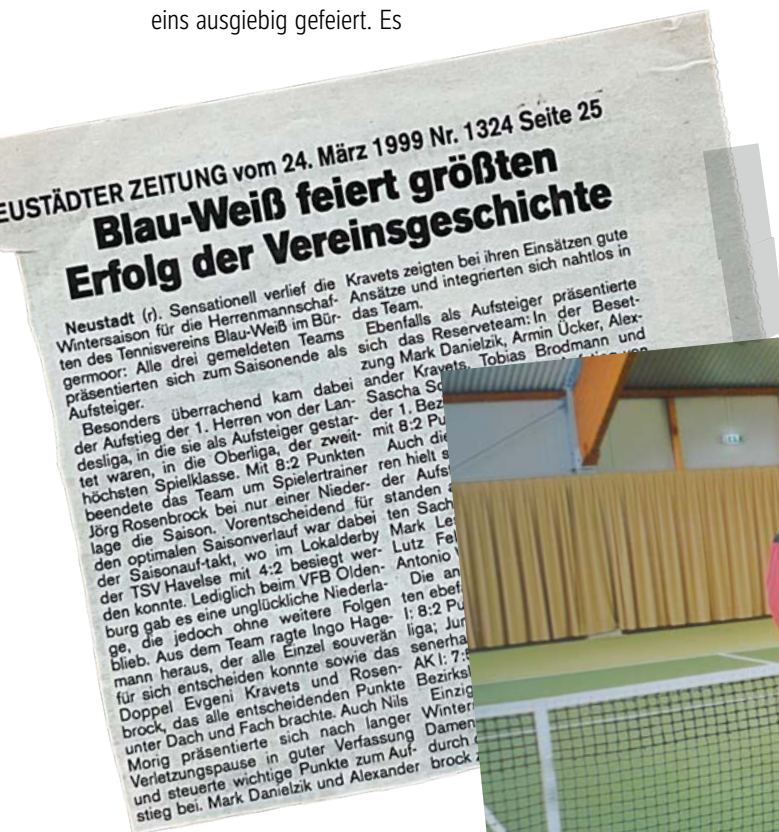 eins ausgiebig gefeiert. Es
EUSTÄDTER ZEITUNG vom 24. März 1999 Nr. 1324 Seite 25
Blau-Weiß feiert größten
Erfolg der Vereinsgeschichte
Neustadt (r). Sensationell verlief die
Wintersaison für die Herrenmannschaf-
ten des Tennisvereins Blau-Weiß im Bür-
germoor: Alle drei gemeldeten Teams
präsentierten sich zum Saisonende als
Aufsteiger.
Besonders überrachend kam dabei
der Aufstieg der 1. Herren von der Lan-
desliga, in die sie als Aufsteiger gestar-
tet waren, in die Oberliga, der zweit-
höchsten Spielklasse. Mit 8:2 Punkten
beendete das Team um Spielertrainer
Jörg Rosenbrock bei nur einer Nieder-
lage die Saison. Vorentscheidend für
den optimalen Saisonverlauf war dabei
der Saisonauf-takt, wo im Lokalderby
der TSV Havelse mit 4:2 besiegt wer-
den konnte. Lediglich beim VFB Olden-
burg gab es eine unglückliche Niederla-
ge, die jedoch ohne weitere Folgen
blieb. Aus dem Team ragte Ingo Hage-
mann heraus, der alle Einzel souverän
für sich entscheiden konnte sowie das
Doppel Evgeni Kravets und Rosen-
brock, das alle entscheidenden Punkte
unter Dach und Fach brachte. Auch Nils
Morig präsentierte sich nach langer
Verletzungspause in guter Verfassung
und steuerte wichtige Punkte zum Auf-
stieg bei. Mark Danielzik und Alexander
Kravets zeigten bei ihren Einsätzen gute
Ansätze und integrierten sich nahtlos in
das Team.
Ebenfalls als Aufsteiger präsentierte
sich das Reserveteam: In der Beset-
zung Mark Danielzik, Armin Ücker, Alex-
ander Kravets, Tobias Brodmann und
Sascha Sc
der 1. Bez
mit 8:2 Pu
Auch die
ren hielt s
der Aufs
standen a
ten Sach
Mark Le
Lutz Fel
Antonio
Die an
ten ebef
I: 8:2 Pu
liga; Jun
senerha
AK I: 7:
Bezirksl
Einzig
Winter
Damen
durch
brock